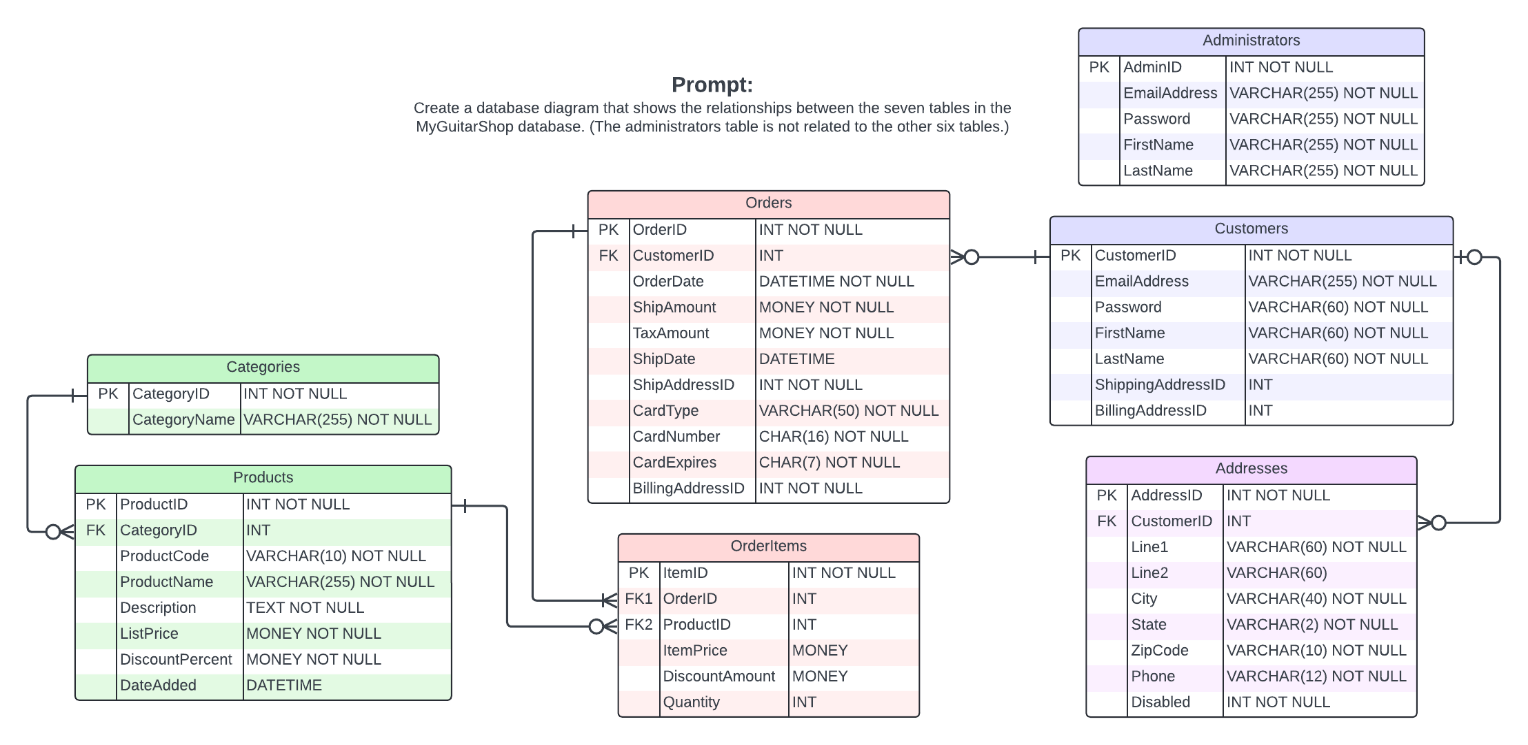 Prompt:
Create a database diagram that shows the relationships between the seven tables in the
MyGuitarShop database. (The administrators table is not related to the other six tables.)
Administrators
PK AdminID INT NOT NULL
EmailAddress VARCHAR(255) NOT NULL
Password VARCHAR(255) NOT NULL
FirstName VARCHAR(255) NOT NULL
LastName VARCHAR(255) NOT NULL
Orders
PK OrderID INT NOT NULL
FK CustomerID INT
OrderDate DATETIME NOT NULL
ShipAmount MONEY NOT NULL
TaxAmount MONEY NOT NULL
ShipDate DATETIME
ShipAddressID INT NOT NULL
CardType VARCHAR(50) NOT NULL
CardNumber CHAR(16) NOT NULL
CardExpires CHAR(7) NOT NULL
BillingAddressID INT NOT NULL
Customers
PK CustomerID INT NOT NULL
EmailAddress VARCHAR(255) NOT NULL
Password VARCHAR(60) NOT NULL
FirstName VARCHAR(60) NOT NULL
LastName VARCHAR(60) NOT NULL
ShippingAddressID INT
BillingAddressID INT
Categories
PK CategoryID INT NOT NULL
CategoryName VARCHAR(255) NOT NULL
Products
PK ProductID INT NOT NULL
FK CategoryID INT
ProductCode VARCHAR(10) NOT NULL
ProductName VARCHAR(255) NOT NULL
Description TEXT NOT NULL
ListPrice MONEY NOT NULL
DiscountPercent MONEY NOT NULL
DateAdded DATETIME
OrderItems
PK ItemID INT NOT NULL
FK1 OrderID INT
FK2 ProductID INT
ItemPrice MONEY
DiscountAmount MONEY
Quantity INT
Addresses
PK AddressID INT NOT NULL
FK CustomerID INT
Line1 VARCHAR(60) NOT NULL
Line2 VARCHAR(60)
City VARCHAR(40) NOT NULL
State VARCHAR(2) NOT NULL
ZipCode VARCHAR(10) NOT NULL
Phone VARCHAR(12) NOT NULL
Disabled INT NOT NULL